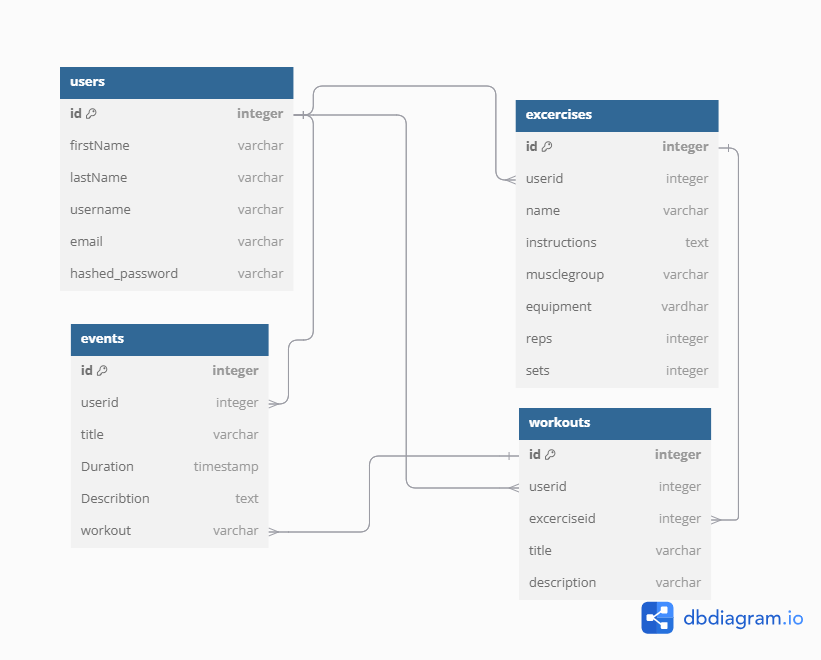 users
id integer
firstName varchar
lastName varchar
username varchar
email varchar
hashed_password varchar
events
id integer
userid integer
title varchar
Duration timestamp
Describtion text
workout varchar
excercises
id integer
userid integer
name varchar
instructions text
musclegroup varchar
equipment vardhar
reps integer
sets integer
workouts
id integer
userid integer
excerciseid integer
title varchar
description varchar
dbdiagram.io